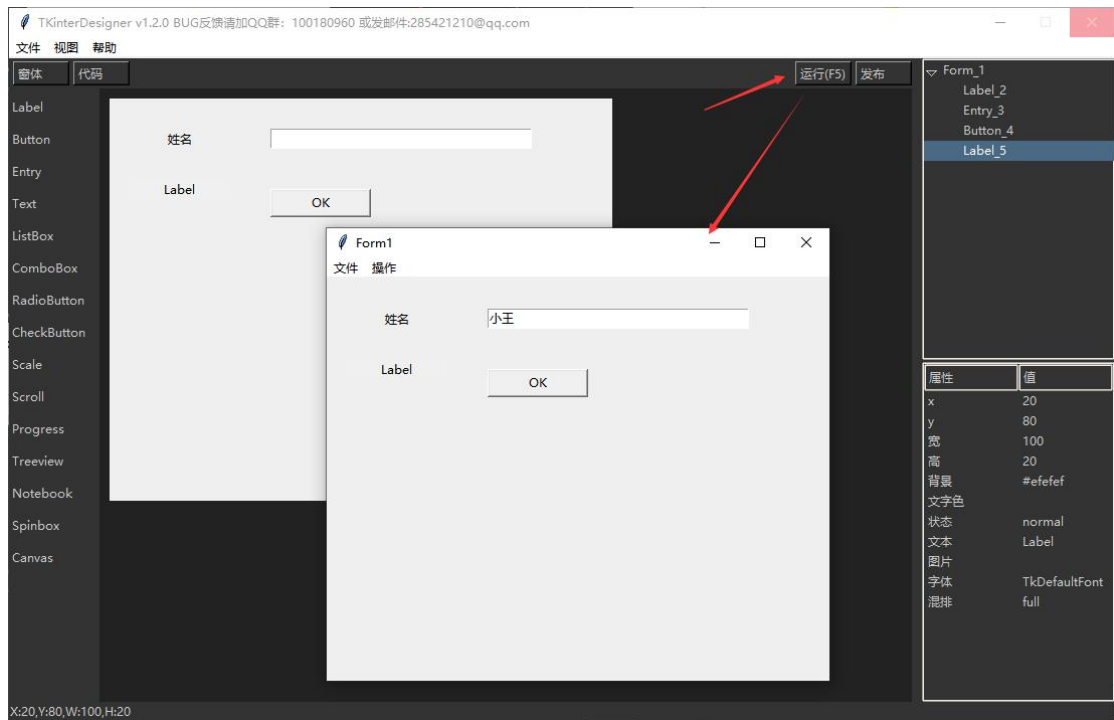 TKinterDesigner v1.2.0 BUG反馈请加QQ群：100180960 或发邮件:285421210@qq.com
文件 视图 帮助
窗体 代码 运行(F5) 发布
Label
Button
Entry
Text
ListBox
ComboBox
RadioButton
CheckButton
Scale
Scroll
Progress
Treeview
Notebook
Spinbox
Canvas
姓名
Label
OK
Form1
文件 操作
姓名 小王
Label
OK
Form_1
Label_2
Entry_3
Button_4
Label_5
属性 值
x 20
y 80
宽 100
高 20
背景 #efefef
文字色
状态 normal
文本 Label
图片
字体 TkDefaultFont
混排 full
X:20,Y:80,W:100,H:20